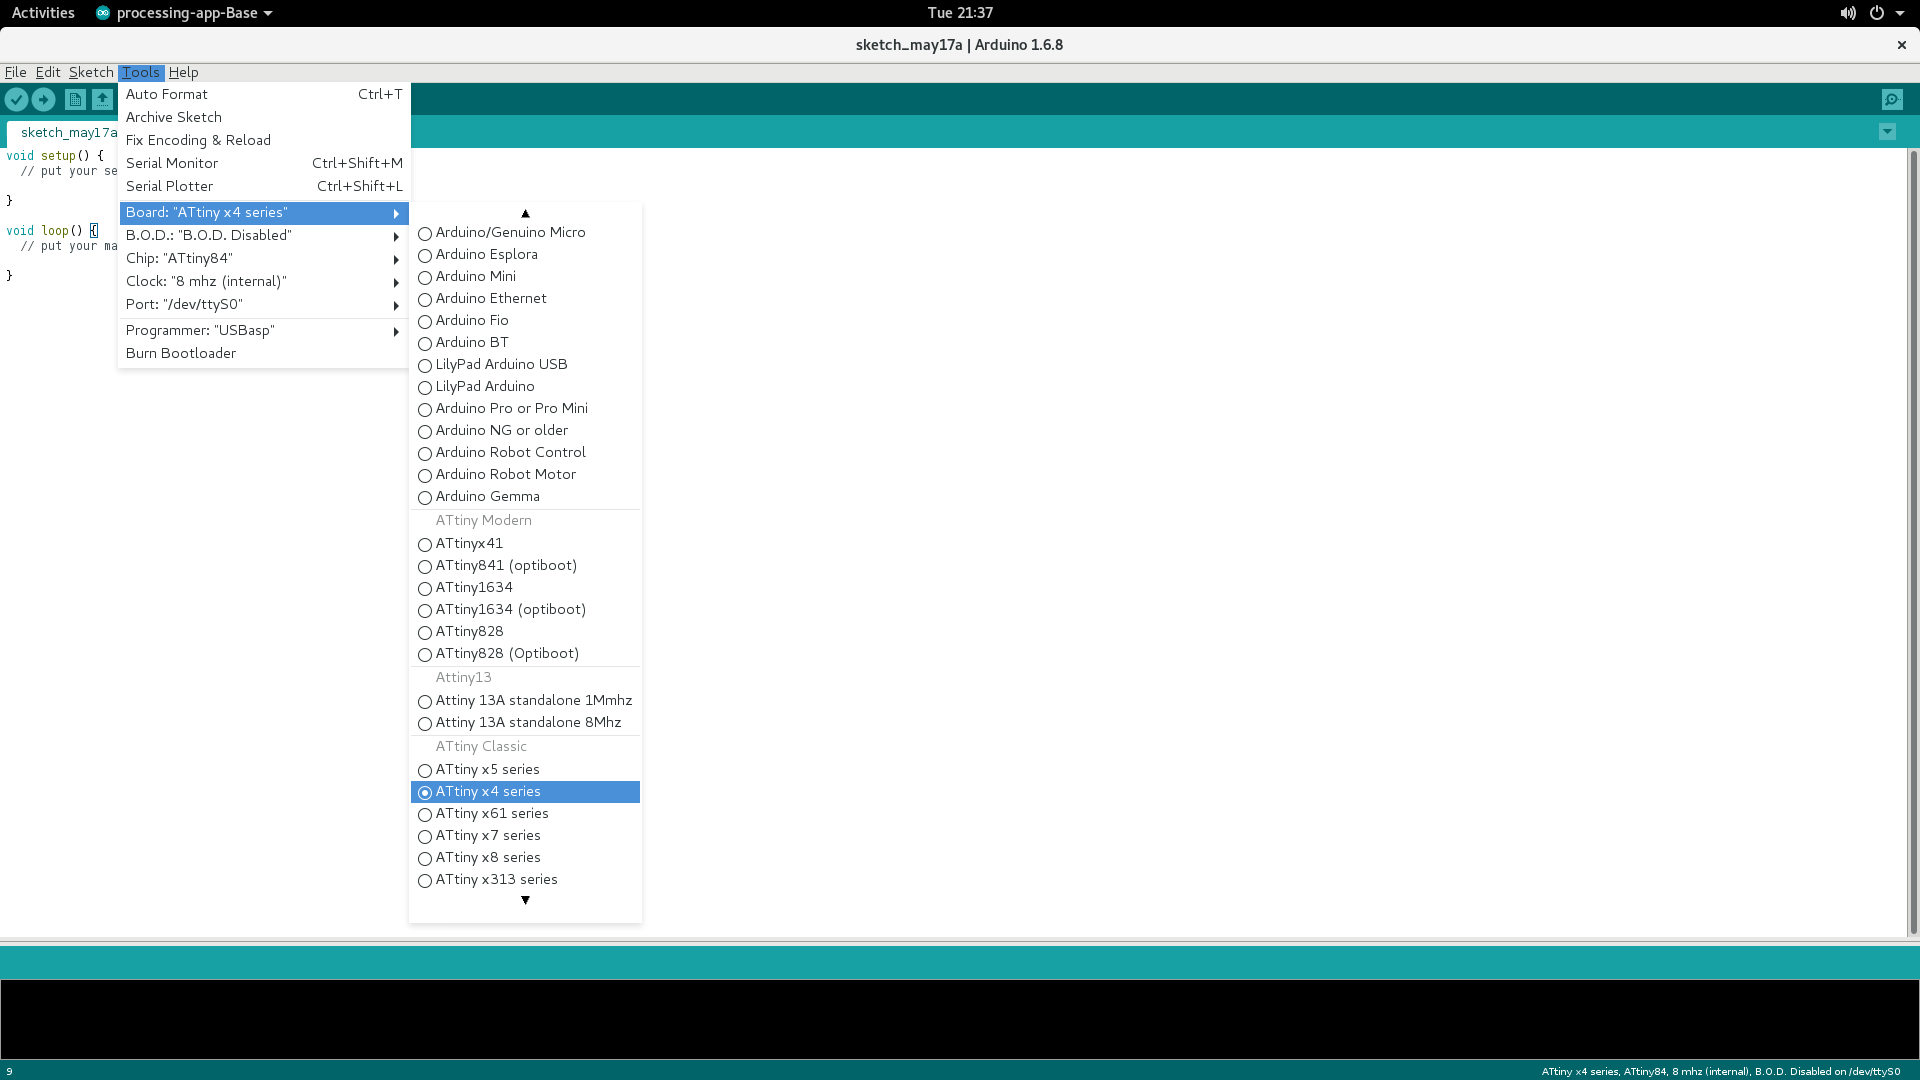 Activities processing-app-Base Tue 21:37
sketch_may17a | Arduino 1.6.8
File Edit Sketch Tools Help
sketch_may17a
void setup() {
// put your se
}
void loop() {
// put your ma
}
Auto Format Ctrl+T
Archive Sketch
Fix Encoding & Reload
Serial Monitor Ctrl+Shift+M
Serial Plotter Ctrl+Shift+L
Board: "ATtiny x4 series"
B.O.D.: "B.O.D. Disabled"
Chip: "ATtiny84"
Clock: "8 mhz (internal)"
Port: "/dev/ttyS0"
Programmer: "USBasp"
Burn Bootloader
Arduino/Genuino Micro
Arduino Esplora
Arduino Mini
Arduino Ethernet
Arduino Fio
Arduino BT
LilyPad Arduino USB
LilyPad Arduino
Arduino Pro or Pro Mini
Arduino NG or older
Arduino Robot Control
Arduino Robot Motor
Arduino Gemma
ATtiny Modern
ATtinyx41
ATtiny841 (optiboot)
ATtiny1634
ATtiny1634 (optiboot)
ATtiny828
ATtiny828 (Optiboot)
Attiny13
Attiny 13A standalone 1Mmhz
Attiny 13A standalone 8Mhz
ATtiny Classic
ATtiny x5 series
ATtiny x4 series
ATtiny x61 series
ATtiny x7 series
ATtiny x8 series
ATtiny x313 series
9 ATtiny x4 series, ATtiny84, 8 mhz (internal), B.O.D. Disabled on /dev/ttyS0